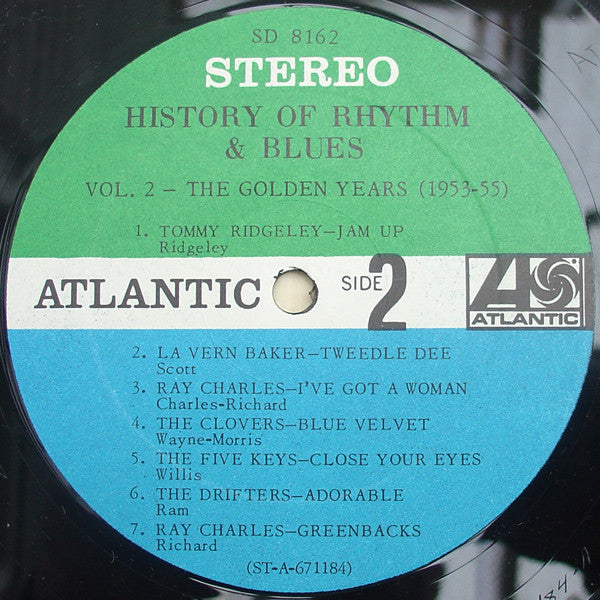 SD 8162
STEREO
HISTORY OF RHYTHM
& BLUES
VOL. 2 – THE GOLDEN YEARS (1953-55)
1. TOMMY RIDGELEY—JAM UP
Ridgeley
ATLANTIC
SIDE 2
ATLANTIC
2. LA VERN BAKER—TWEEDLE DEE
Scott
3. RAY CHARLES—I'VE GOT A WOMAN
Charles-Richard
4. THE CLOVERS—BLUE VELVET
Wayne-Morris
5. THE FIVE KEYS—CLOSE YOUR EYES
Willis
6. THE DRIFTERS—ADORABLE
Ram
7. RAY CHARLES—GREENBACKS
Richard
(ST-A-671184)